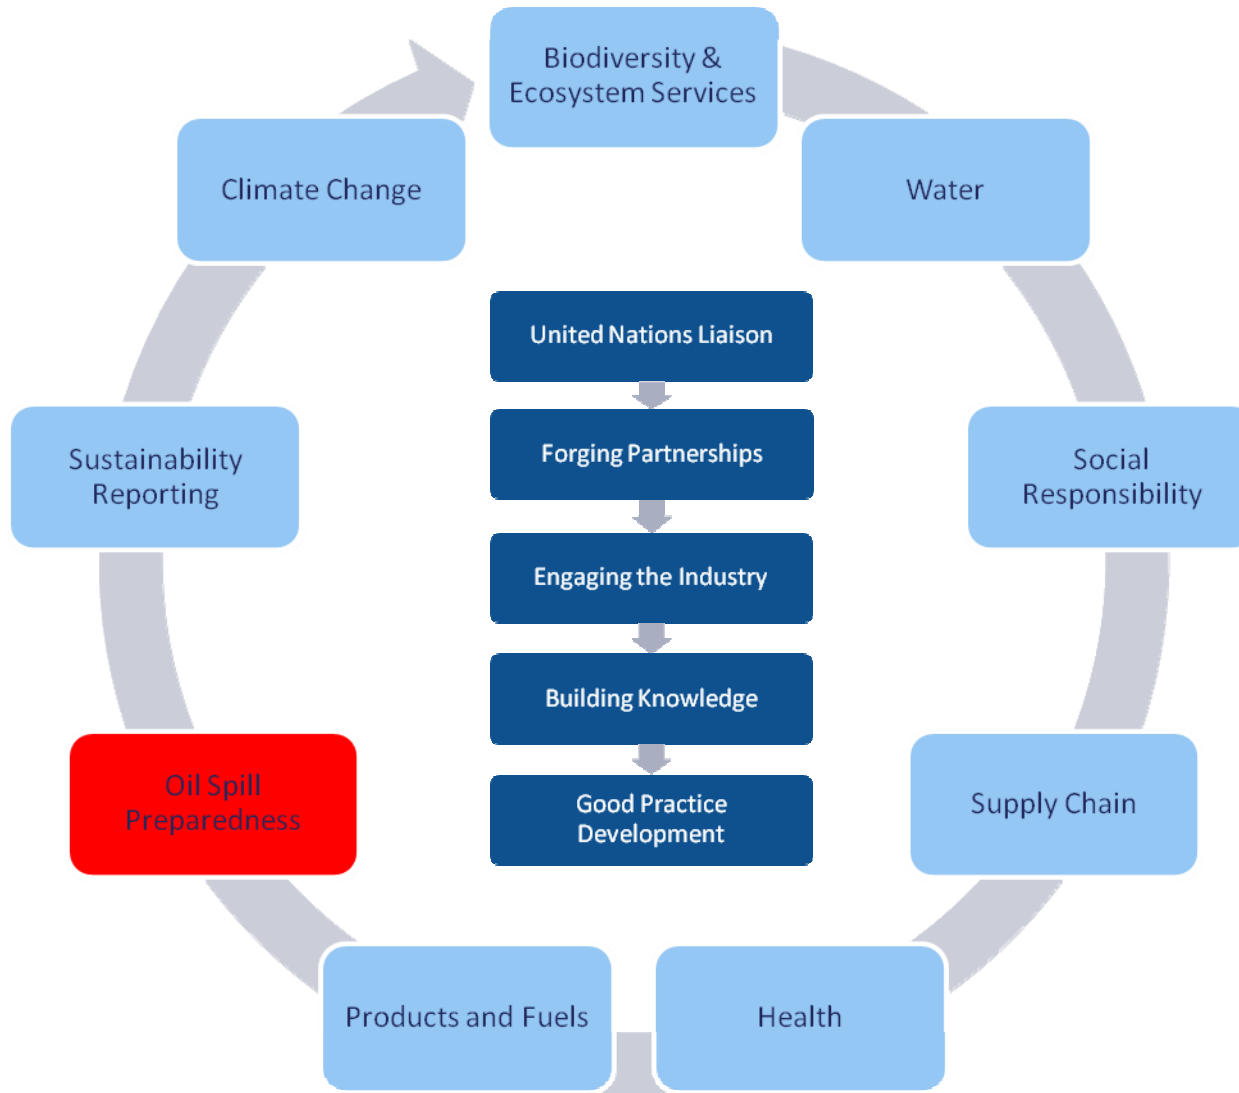 Biodiversity &
Ecosystem Services
Water
Social
Responsibility
Supply Chain
Health
Products and Fuels
Oil Spill
Preparedness
Sustainability
Reporting
Climate Change
United Nations Liaison
Forging Partnerships
Engaging the Industry
Building Knowledge
Good Practice
Development